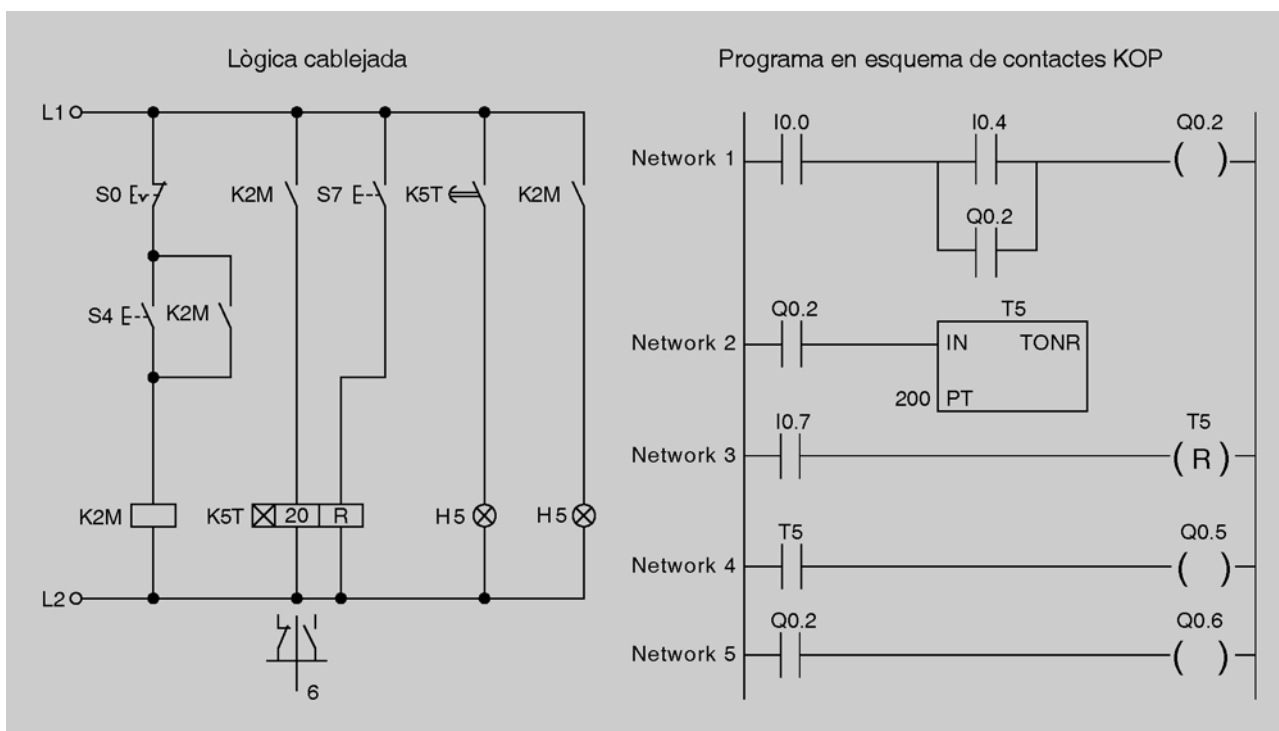 Lògica cablejada
L1
S0
K2M
S7
K5T
K2M
S4
K2M
K2M
K5T
20
R
H5
H5
L2
6
Programa en esquema de contactes KOP
Network 1
I0.0
I0.4
Q0.2
Q0.2
Network 2
Q0.2
T5
IN TONR
200 PT
Network 3
I0.7
T5
R
Network 4
T5
Q0.5
Network 5
Q0.2
Q0.6